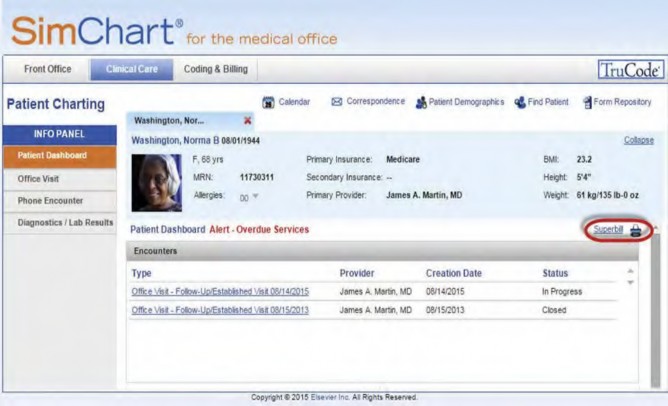 SimChart® for the medical office
Front Office Clinical Care Coding & Billing TruCode®
Patient Charting
Calendar Correspondence Patient Demographics Find Patient Form Repository
Washington, Nor...
INFO PANEL
Washington, Norma B 08/01/1944 Collapse
Patient Dashboard
F, 68 yrs Primary Insurance: Medicare BMI: 23.2
Office Visit
MRN: 11730311 Secondary Insurance: -- Height: 5'4"
Phone Encounter
Allergies: 00 Primary Provider: James A. Martin, MD Weight: 61 kg/135 lb-0 oz
Diagnostics / Lab Results
Patient Dashboard Alert - Overdue Services Superbill
Encounters
Type Provider Creation Date Status
Office Visit - Follow-Up/Established Visit 08/14/2015 James A. Martin, MD 08/14/2015 In Progress
Office Visit - Follow-Up/Established Visit 08/15/2013 James A. Martin, MD 08/15/2013 Closed
Copyright © 2015 Elsevier Inc. All Rights Reserved.